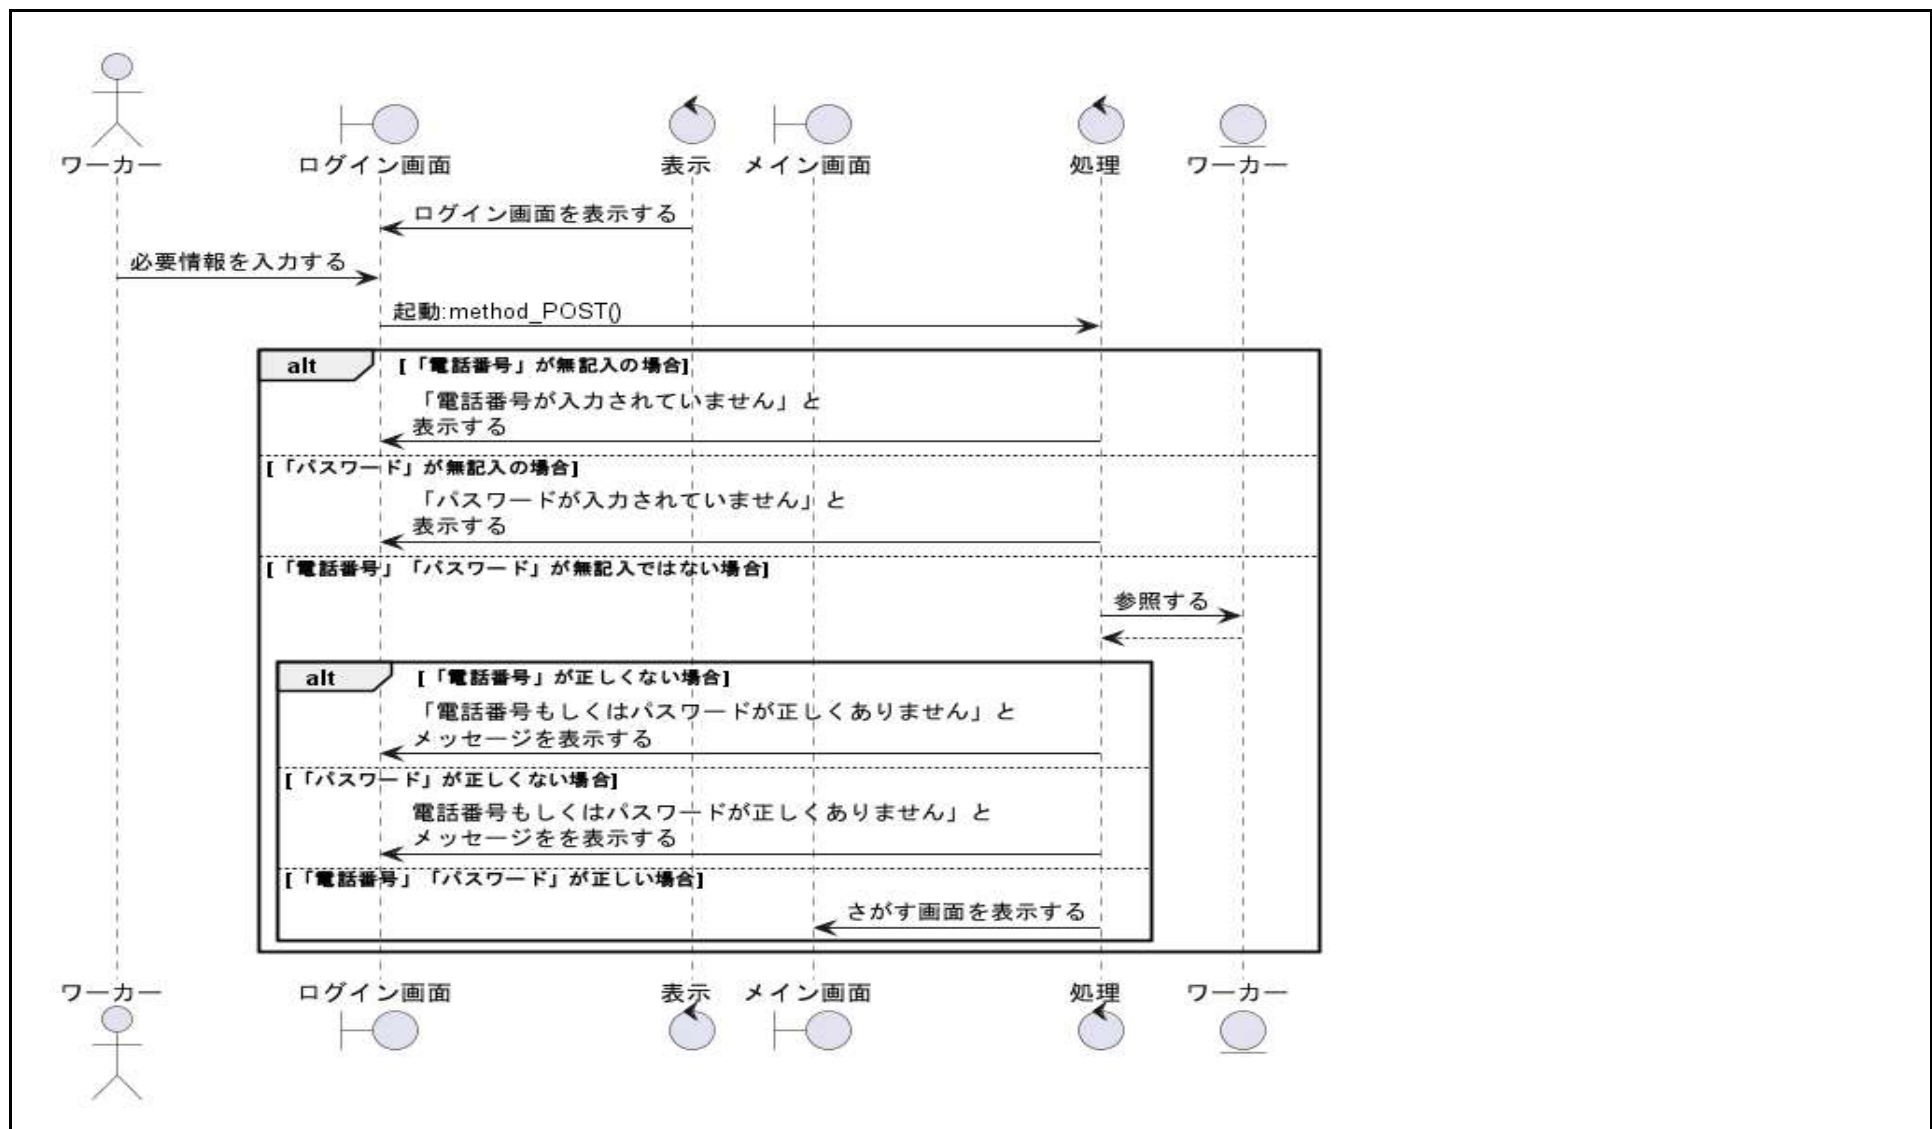 ワーカー
ログイン画面
表示
メイン画面
処理
ワーカー
ログイン画面を表示する
必要情報を入力する
起動:method_POST()
alt
[「電話番号」が無記入の場合]
「電話番号が入力されていません」と
表示する
[「パスワード」が無記入の場合]
「パスワードが入力されていません」と
表示する
[「電話番号」「パスワード」が無記入ではない場合]
参照する
alt
[「電話番号」が正しくない場合]
「電話番号もしくはパスワードが正しくありません」と
メッセージを表示する
[「パスワード」が正しくない場合]
電話番号もしくはパスワードが正しくありません」と
メッセージをを表示する
[「電話番号」「パスワード」が正しい場合]
さがす画面を表示する
ワーカー
ログイン画面
表示
メイン画面
処理
ワーカー